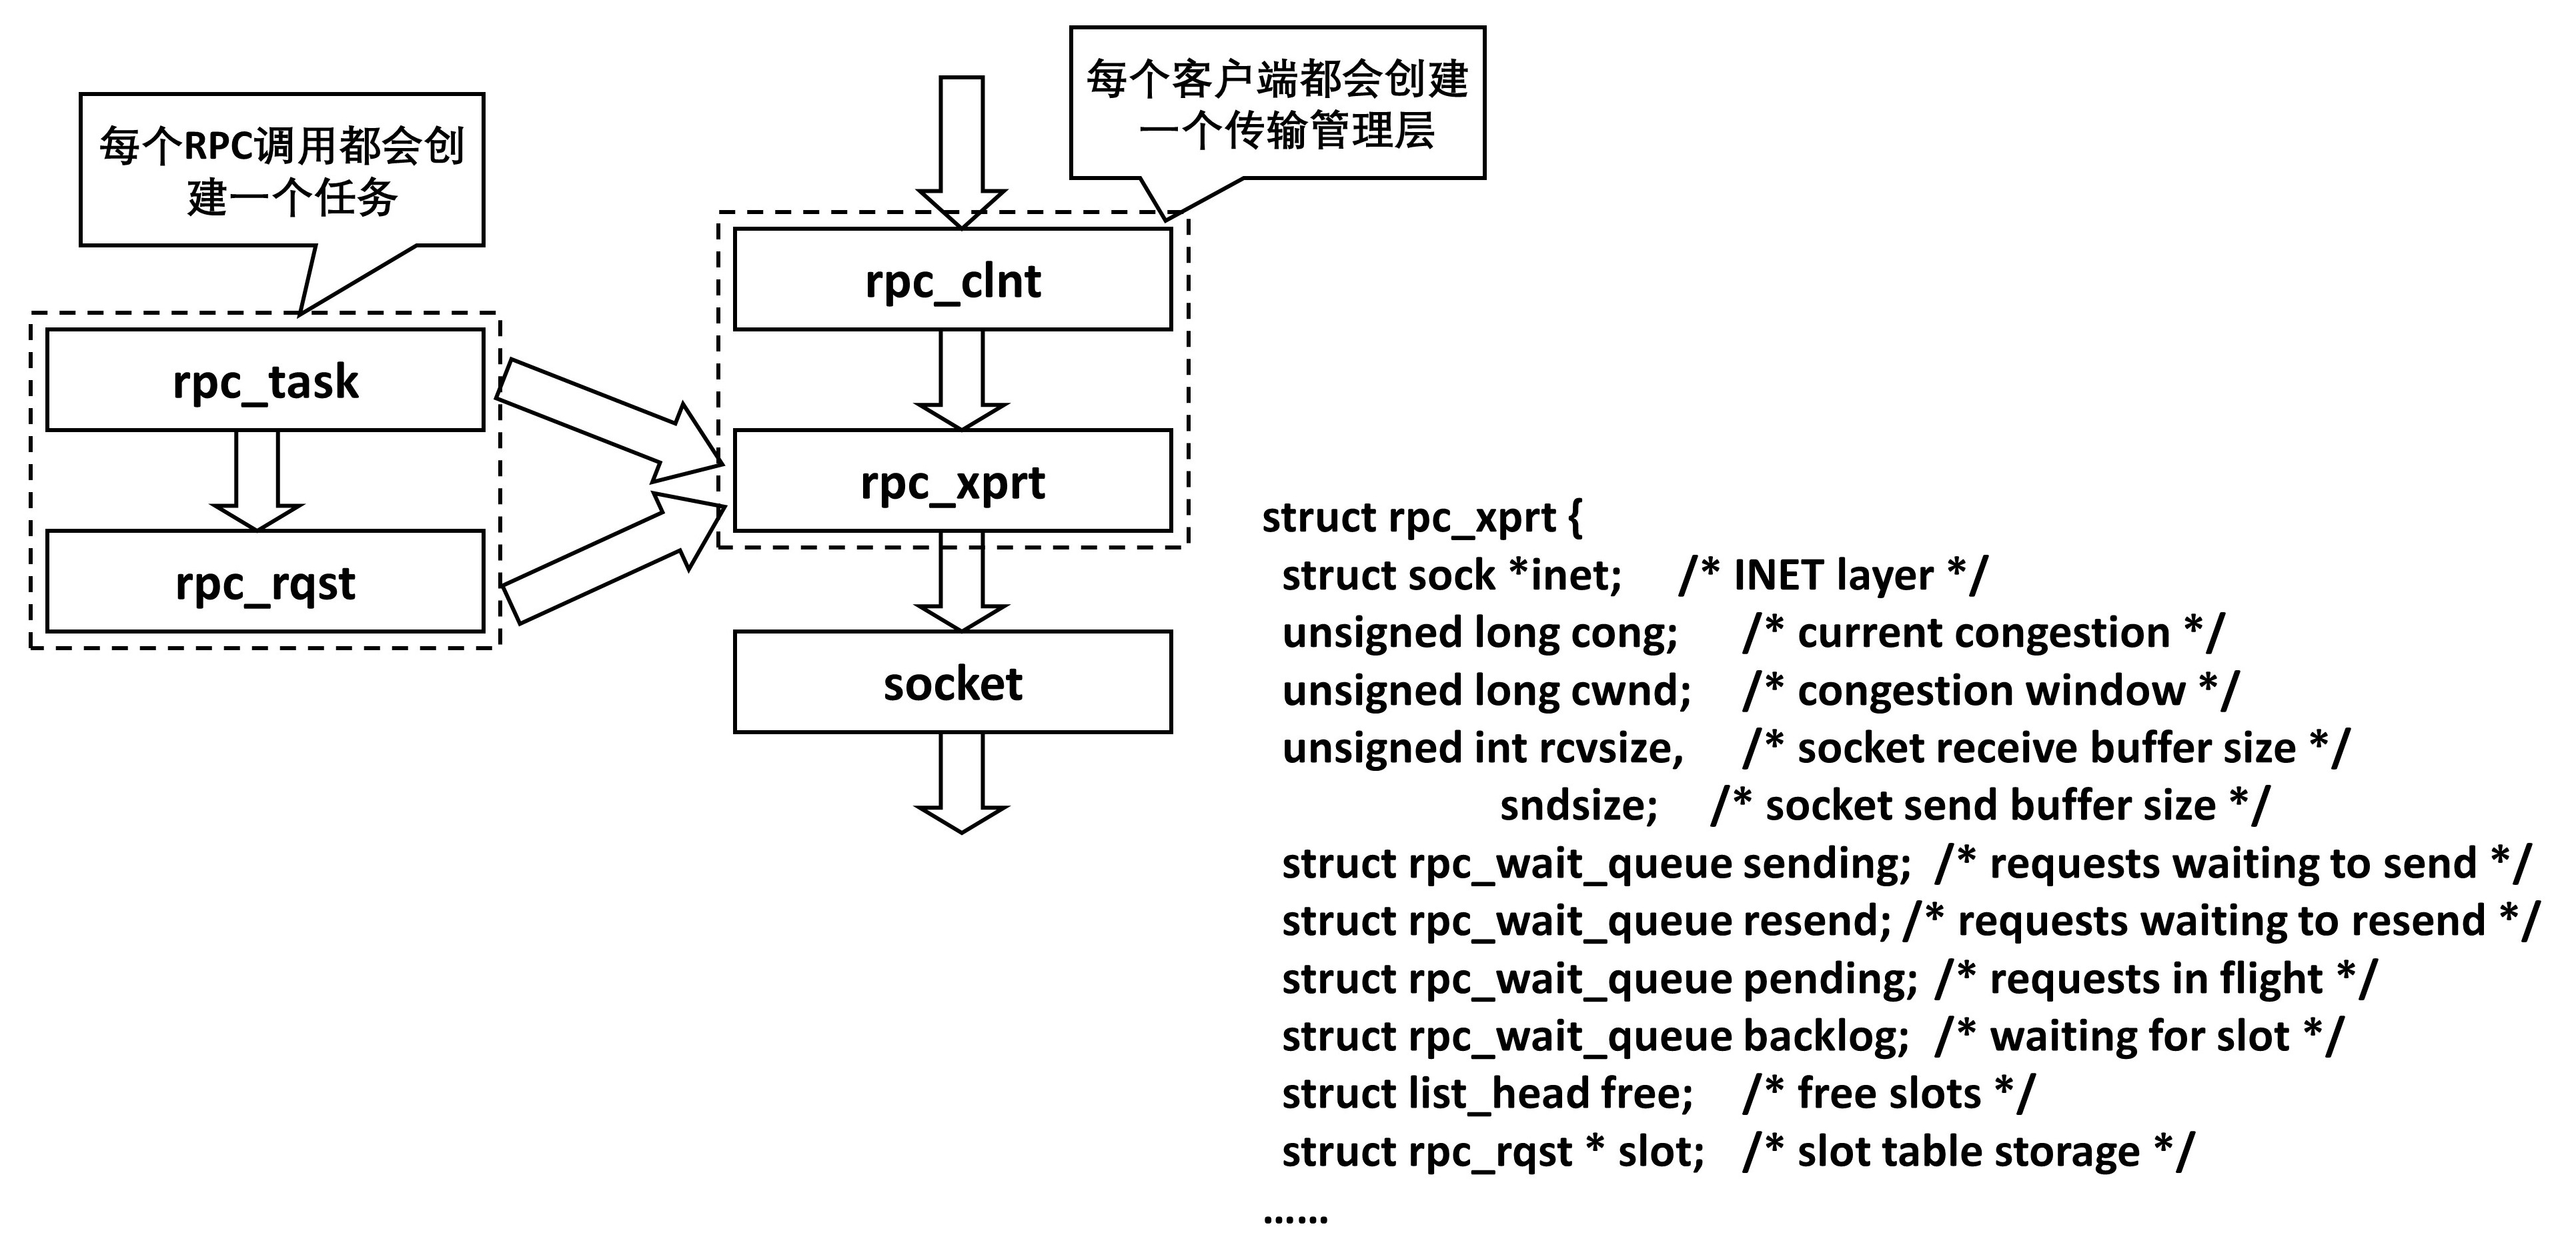 每个RPC调用都会创
建一个任务
每个客户端都会创建
一个传输管理层
rpc_task
rpc_rqst
rpc_clnt
rpc_xprt
socket
struct rpc_xprt {
struct sock *inet; /* INET layer */
unsigned long cong; /* current congestion */
unsigned long cwnd; /* congestion window */
unsigned int rcvsize, /* socket receive buffer size */
sndsize; /* socket send buffer size */
struct rpc_wait_queue sending; /* requests waiting to send */
struct rpc_wait_queue resend; /* requests waiting to resend */
struct rpc_wait_queue pending; /* requests in flight */
struct rpc_wait_queue backlog; /* waiting for slot */
struct list_head free; /* free slots */
struct rpc_rqst * slot; /* slot table storage */
……